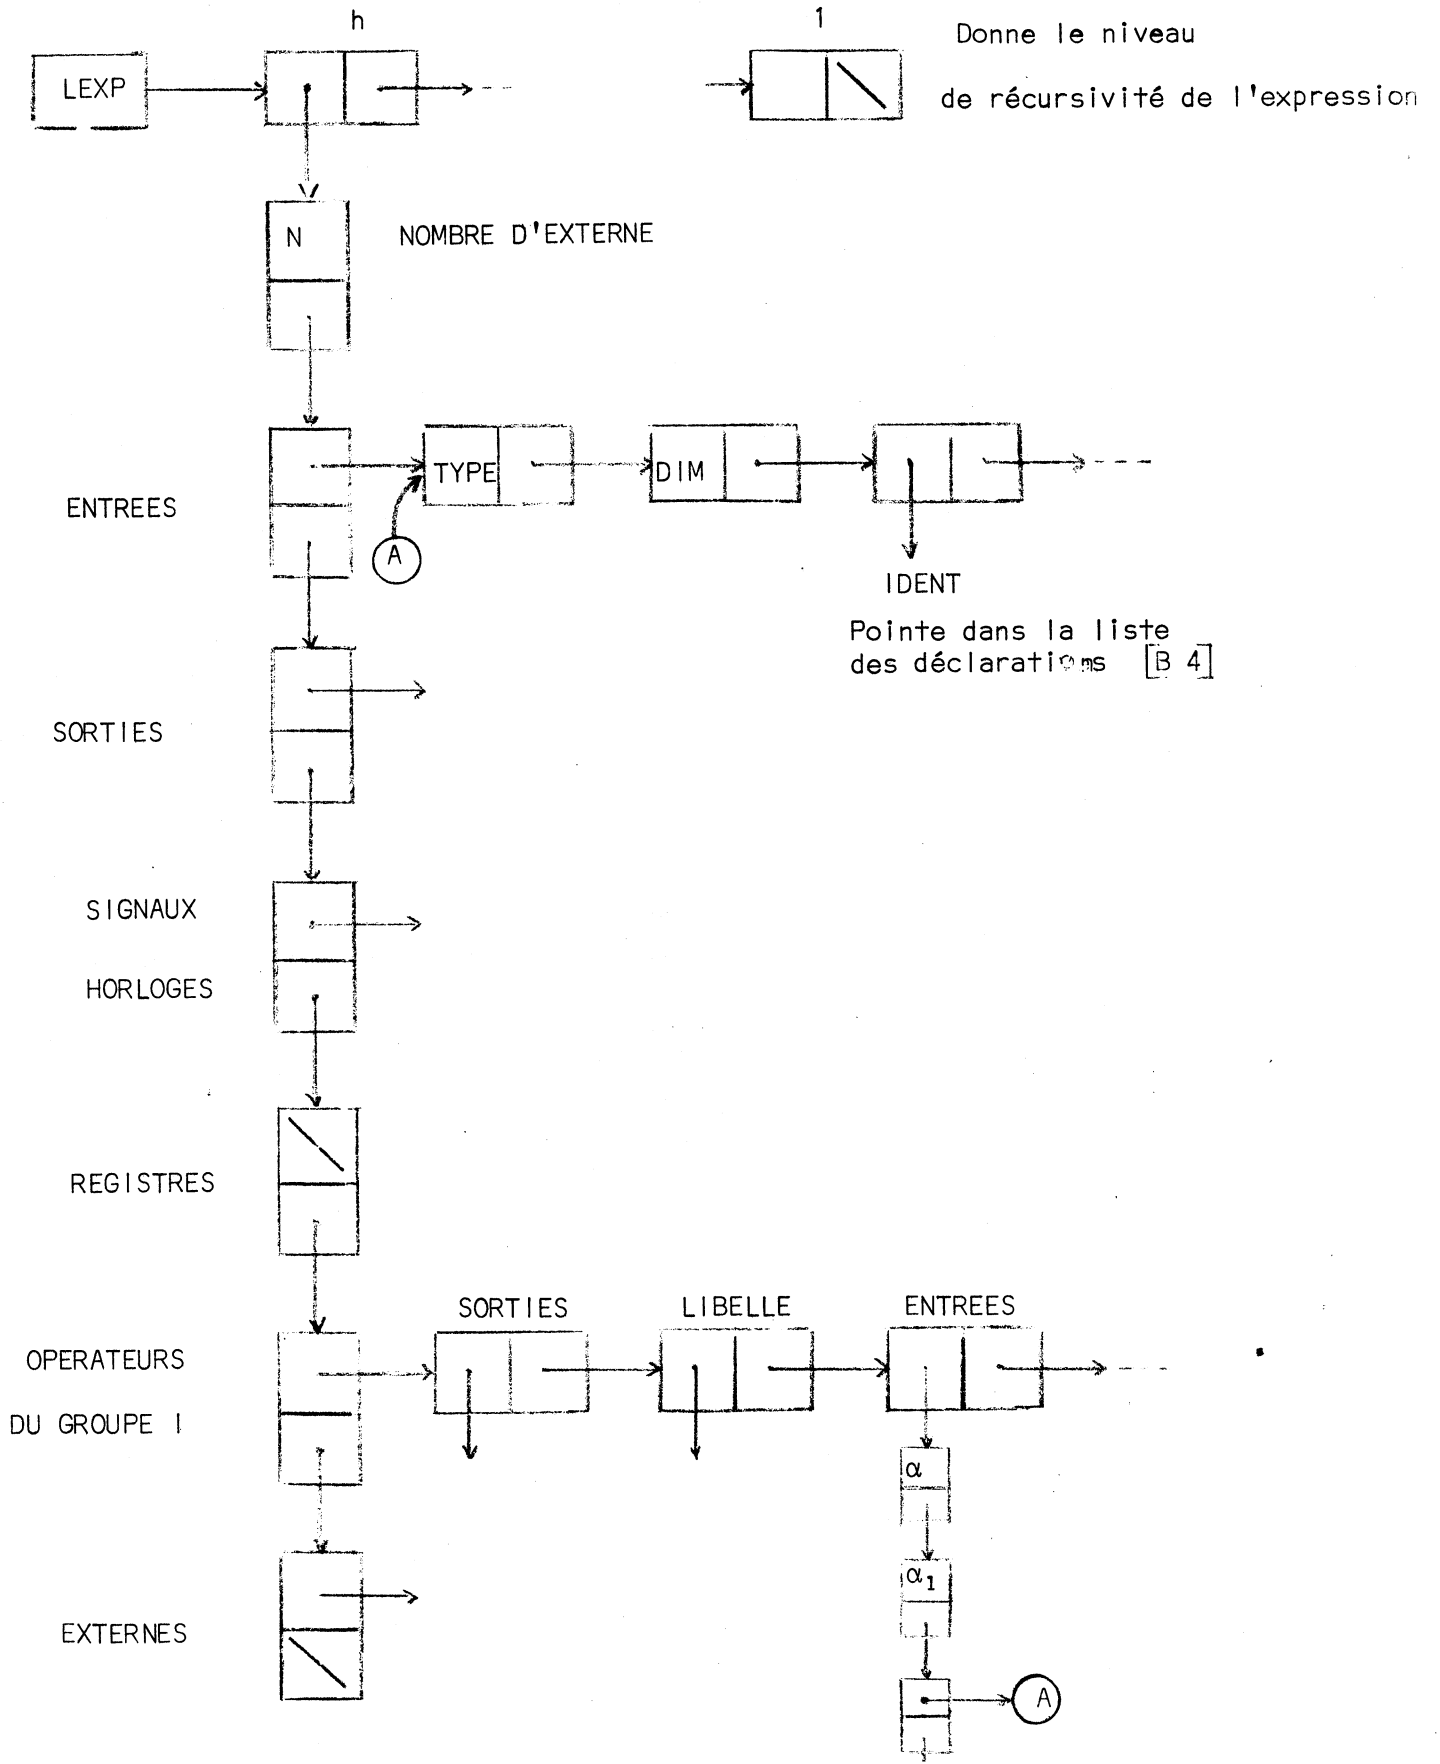 h
1
Donne le niveau
LEXP
de récursivité de l'expression
N
NOMBRE D'EXTERNE
TYPE
DIM
ENTREES
A
IDENT
Pointe dans la liste
des déclarations [B 4]
SORTIES
SIGNAUX
HORLOGES
REGISTRES
SORTIES
LIBELLE
ENTREES
OPERATEURS
DU GROUPE I
α
α1
EXTERNES
A